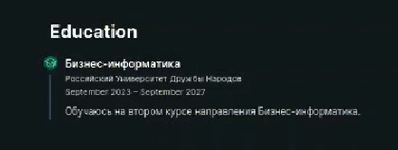 Education
Бизнес-информатика
Российский Университет Дружбы Народов
September 2023 – September 2027
Обучаюсь на втором курсе направления Бизнес-информатика.